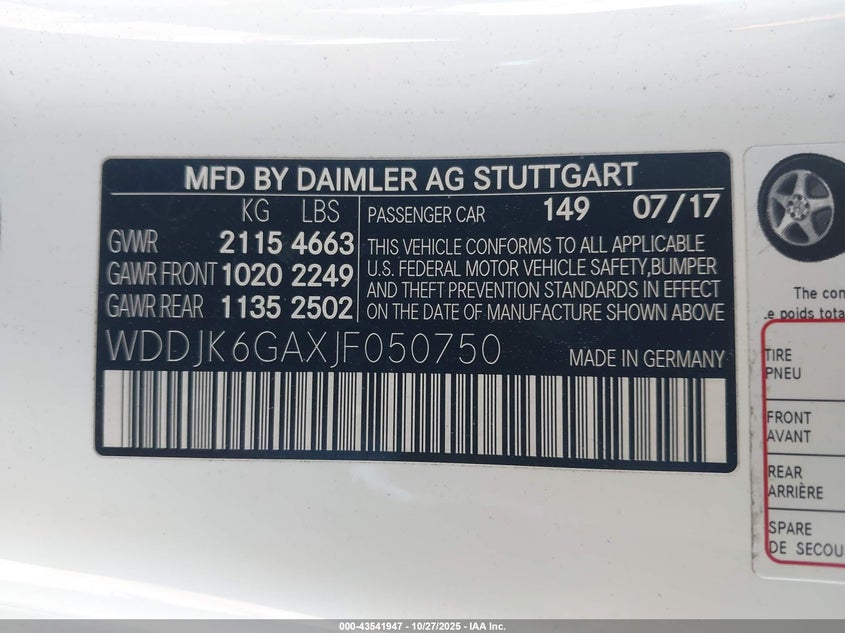 MFD BY DAIMLER AG STUTTGART
KG LBS
GVWR 2115 4663
GAWR FRONT 1020 2249
GAWR REAR 1135 2502
PASSENGER CAR 149 07/17
THIS VEHICLE CONFORMS TO ALL APPLICABLE
U.S. FEDERAL MOTOR VEHICLE SAFETY,BUMPER
AND THEFT PREVENTION STANDARDS IN EFFECT
ON THE DATE OF MANUFACTURE SHOWN ABOVE
WDDJK6GAXJF050750 MADE IN GERMANY
The com
e poids tota
TIRE
PNEU
FRONT
AVANT
REAR
ARRIÈRE
SPARE
DE SECOU
000-43541947 | 10/27/2025 - IAA Inc.